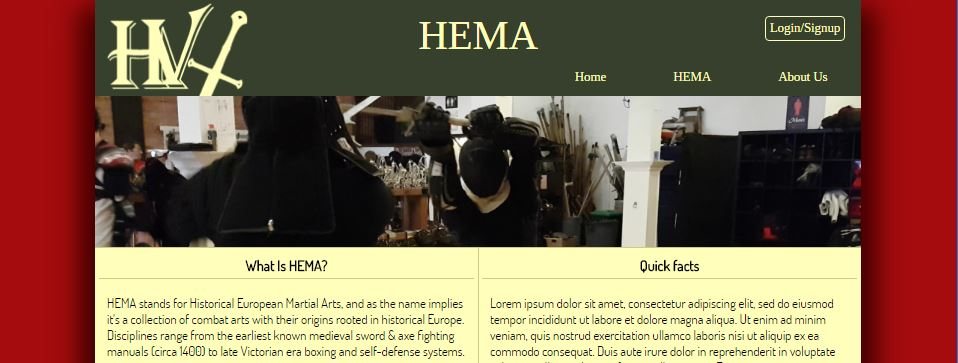 HV
HEMA
Login/Signup
Home HEMA About Us
Mens
What Is HEMA?
HEMA stands for Historical European Martial Arts, and as the name implies
it's a collection of combat arts with their origins rooted in historical Europe.
Disciplines range from the earliest known medieval sword & axe fighting
manuals (circa 1400) to late Victorian era boxing and self-defense systems.
Quick facts
Lorem ipsum dolor sit amet, consectetur adipiscing elit, sed do eiusmod
tempor incididunt ut labore et dolore magna aliqua. Ut enim ad minim
veniam, quis nostrud exercitation ullamco laboris nisi ut aliquip ex ea
commodo consequat. Duis aute irure dolor in reprehenderit in voluptate